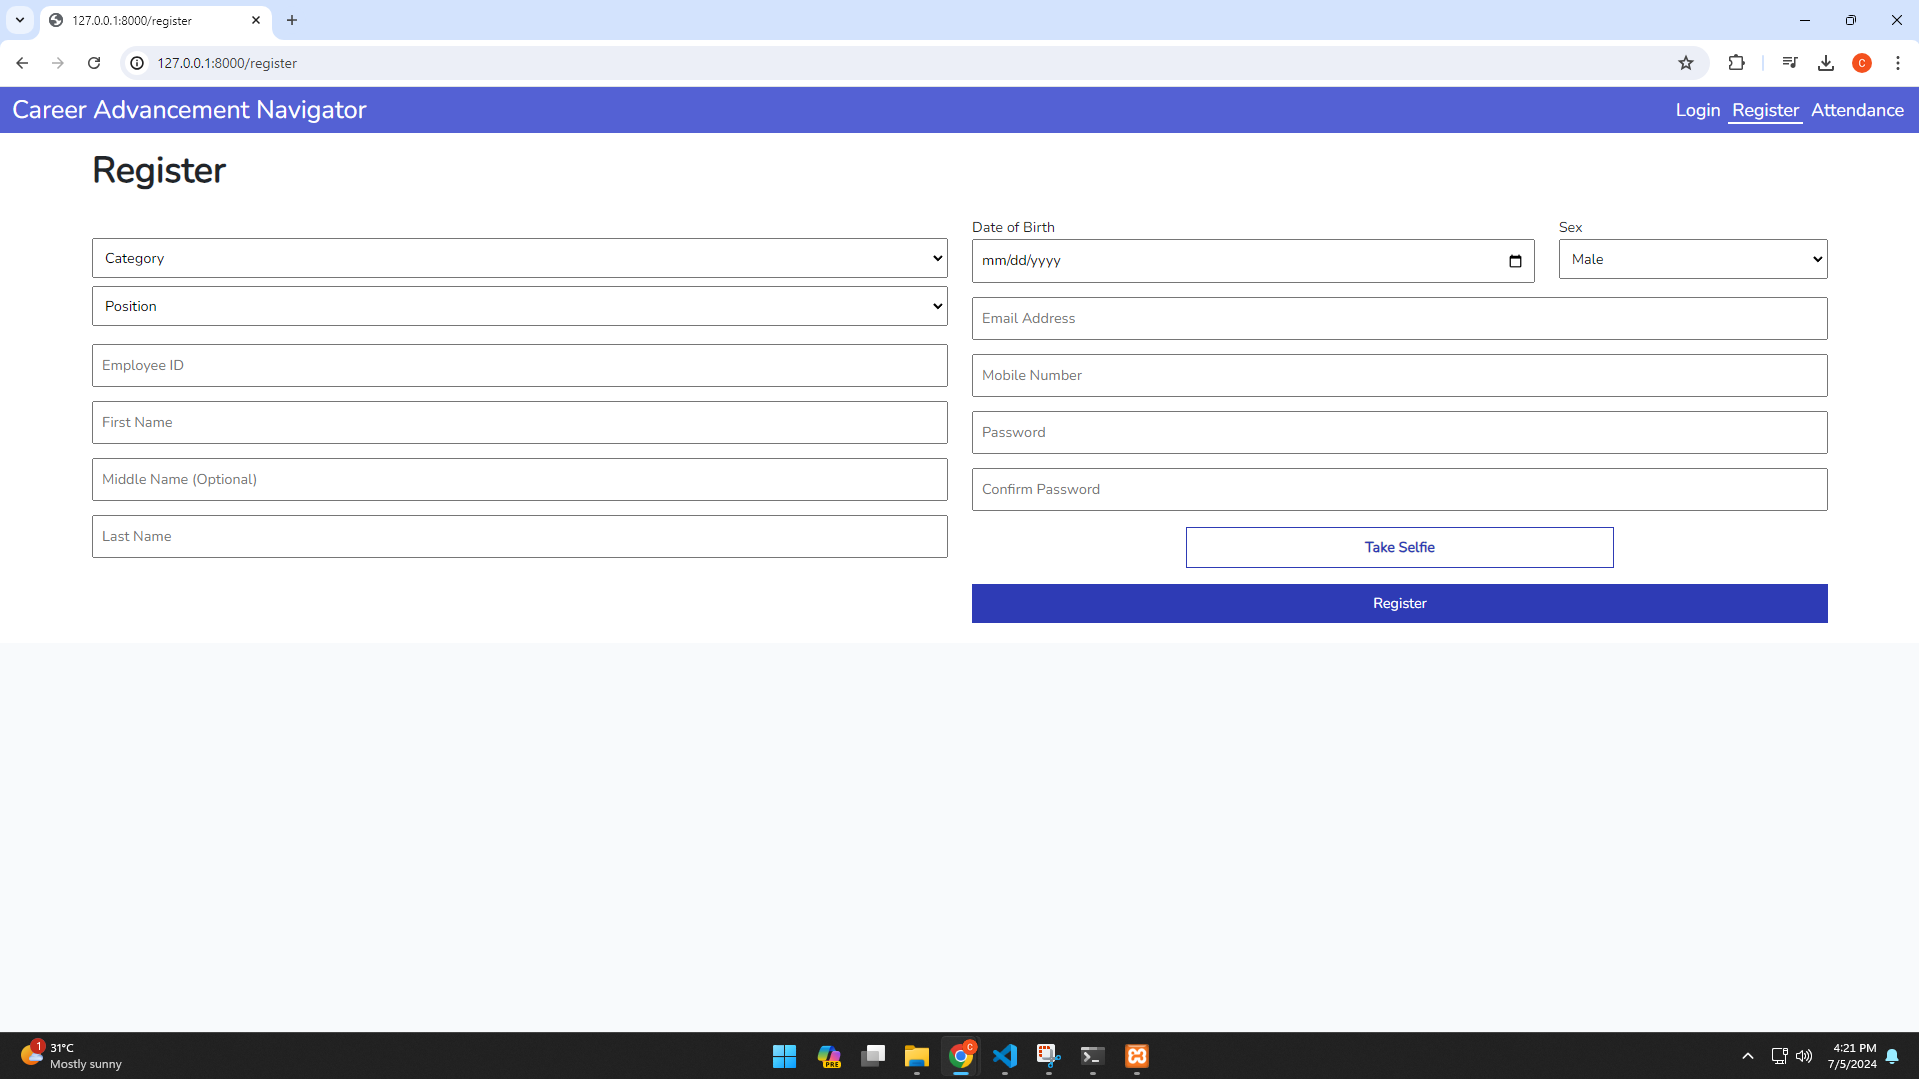 127.0.0.1:8000/register
127.0.0.1:8000/register
C
Career Advancement Navigator
Login Register Attendance
Register
Category
Position
Employee ID
First Name
Middle Name (Optional)
Last Name
Date of Birth
Sex
mm/dd/yyyy
Male
Email Address
Mobile Number
Password
Confirm Password
Take Selfie
Register
1
31°C
Mostly sunny
PRE
C
4:21 PM
7/5/2024